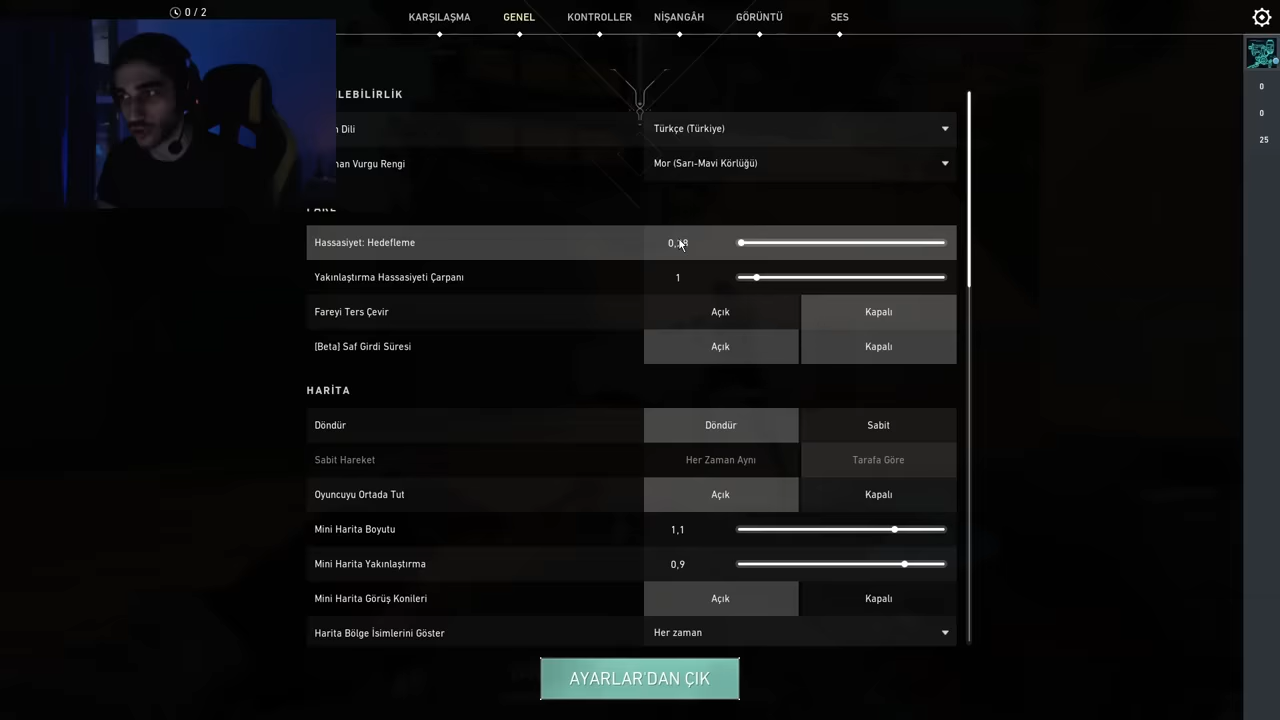 0 / 2
KARŞILAŞMA GENEL KONTROLLER NİŞANGÂH GÖRÜNTÜ SES
LEBİLİRLİK
Dili Türkçe (Türkiye)
Vurgu Rengi Mor (Sarı-Mavi Körlüğü)
Hassasiyet: Hedefleme
Yakınlaştırma Hassasiyeti Çarpanı 1
Fareyi Ters Çevir Açık Kapalı
[Beta] Saf Girdi Süresi Açık Kapalı
HARİTA
Döndür Döndür Sabit
Sabit Hareket Her Zaman Aynı Tarafa Göre
Oyuncuyu Ortada Tut Açık Kapalı
Mini Harita Boyutu 1,1
Mini Harita Yakınlaştırma 0,9
Mini Harita Görüş Konileri Açık Kapalı
Harita Bölge İsimlerini Göster Her zaman
AYARLAR'DAN ÇIK
0
0
25